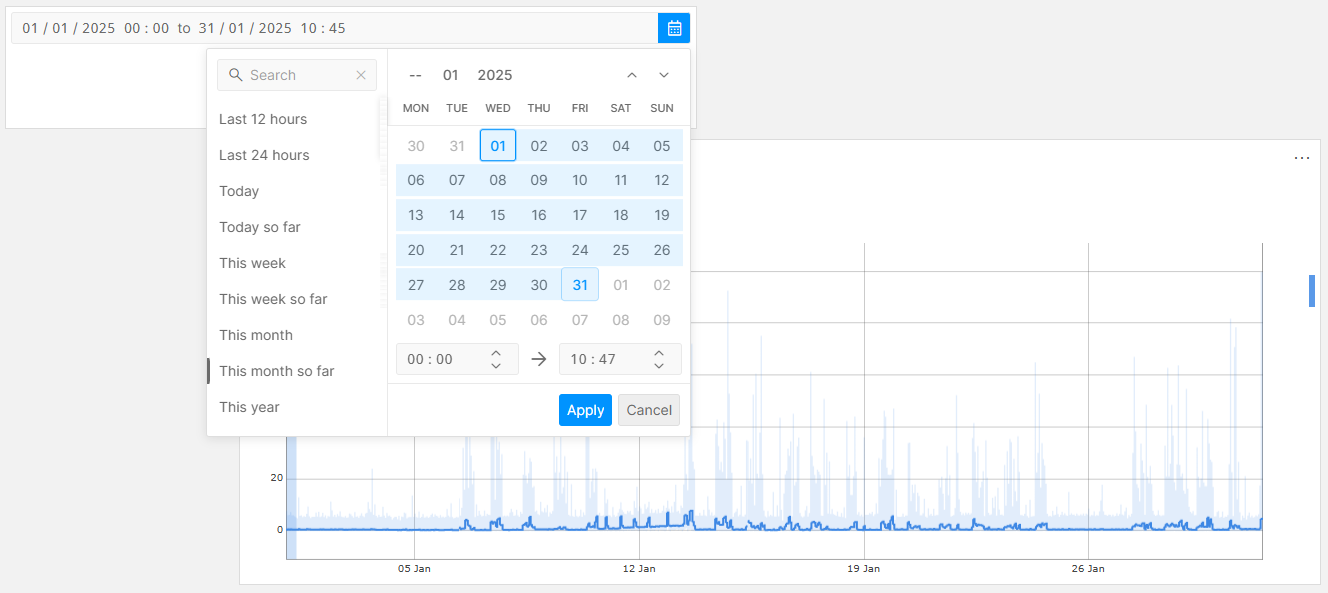 01 / 01 / 2025 00 : 00 to 31 / 01 / 2025 10 : 45
Search
Last 12 hours
Last 24 hours
Today
Today so far
This week
This week so far
This month
This month so far
This year
-- 01 2025
MON TUE WED THU FRI SAT SUN
30 31 01 02 03 04 05
06 07 08 09 10 11 12
13 14 15 16 17 18 19
20 21 22 23 24 25 26
27 28 29 30 31 01 02
03 04 05 06 07 08 09
00 : 00 → 10 : 47
Apply Cancel
...
20
0
05 Jan 12 Jan 19 Jan 26 Jan